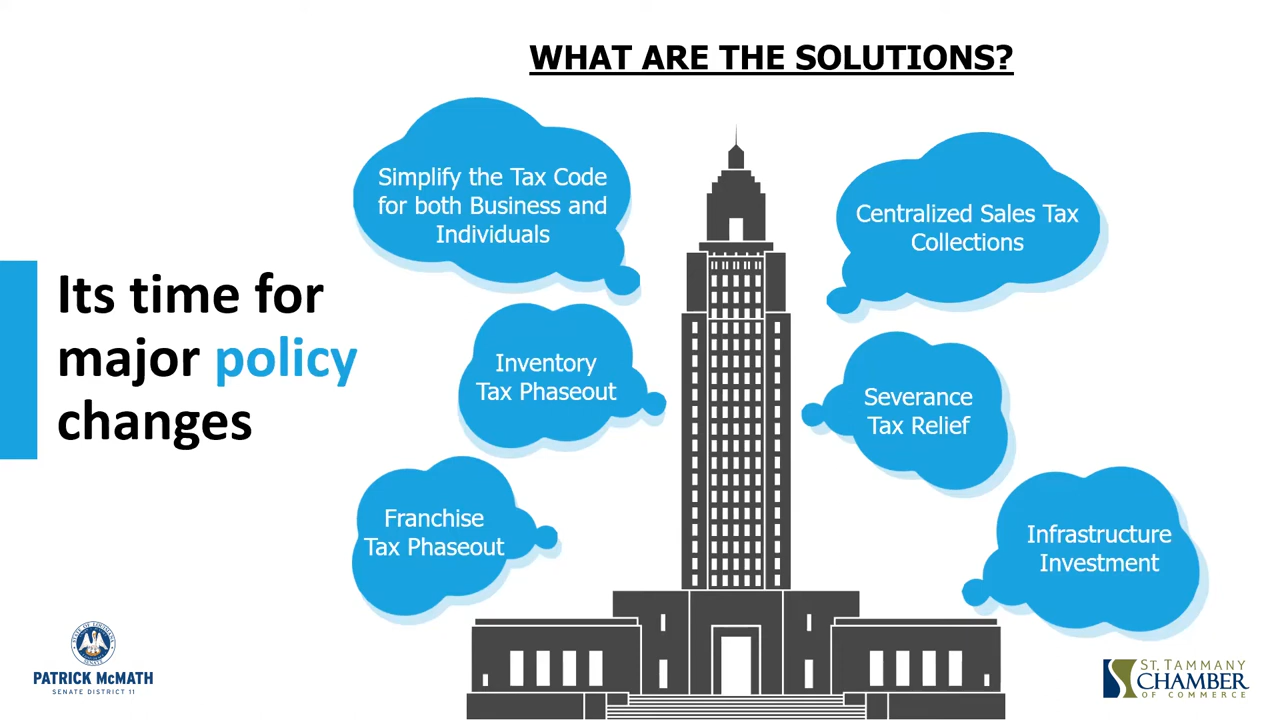 WHAT ARE THE SOLUTIONS?
Its time for
major policy
changes
Simplify the Tax Code
for both Business and
Individuals
Centralized Sales Tax
Collections
Inventory
Tax Phaseout
Severance
Tax Relief
Franchise
Tax Phaseout
Infrastructure
Investment
PATRICK McMATH
SENATE DISTRICT 11
ST. TAMMANY
CHAMBER
OF COMMERCE